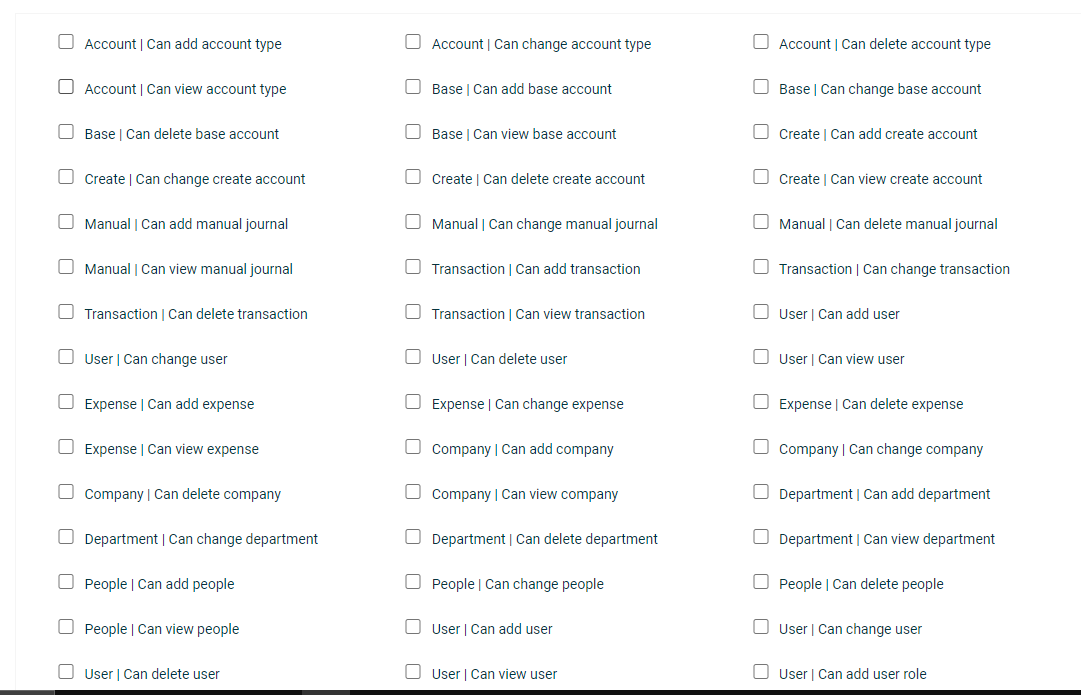 Account | Can add account type
Account | Can change account type
Account | Can delete account type
Account | Can view account type
Base | Can add base account
Base | Can change base account
Base | Can delete base account
Base | Can view base account
Create | Can add create account
Create | Can change create account
Create | Can delete create account
Create | Can view create account
Manual | Can add manual journal
Manual | Can change manual journal
Manual | Can delete manual journal
Manual | Can view manual journal
Transaction | Can add transaction
Transaction | Can change transaction
Transaction | Can delete transaction
Transaction | Can view transaction
User | Can add user
User | Can change user
User | Can delete user
User | Can view user
Expense | Can add expense
Expense | Can change expense
Expense | Can delete expense
Expense | Can view expense
Company | Can add company
Company | Can change company
Company | Can delete company
Company | Can view company
Department | Can add department
Department | Can change department
Department | Can delete department
Department | Can view department
People | Can add people
People | Can change people
People | Can delete people
People | Can view people
User | Can add user
User | Can change user
User | Can delete user
User | Can view user
User | Can add user role